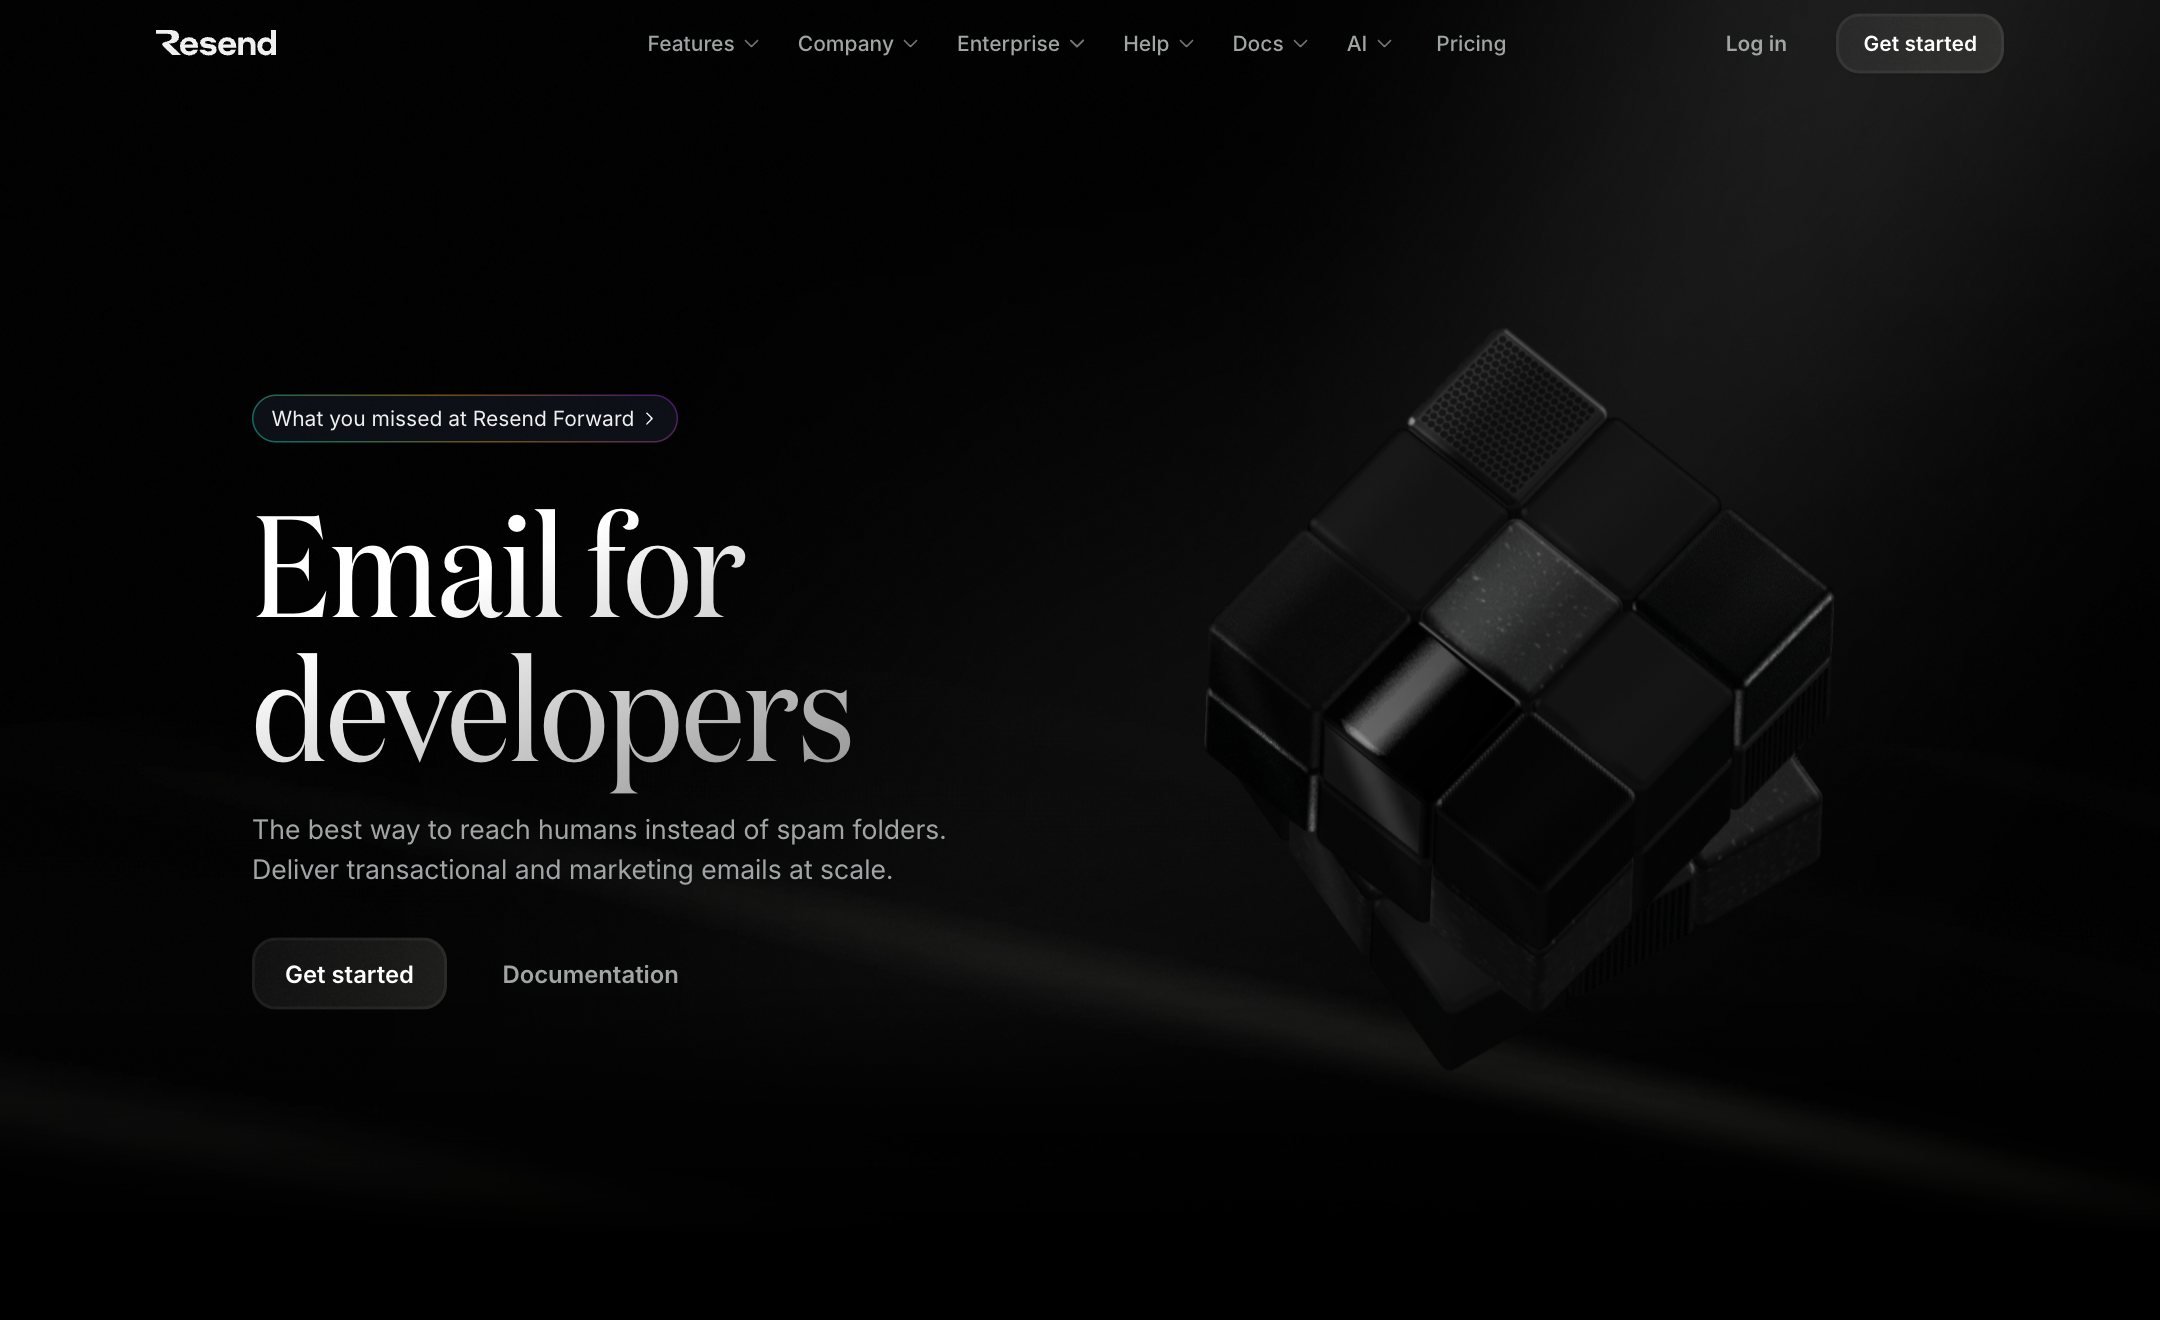 Resend
Features
Company
Enterprise
Help
Docs
AI
Pricing
Log in
Get started
What you missed at Resend Forward
Email for
developers
The best way to reach humans instead of spam folders.
Deliver transactional and marketing emails at scale.
Get started
Documentation